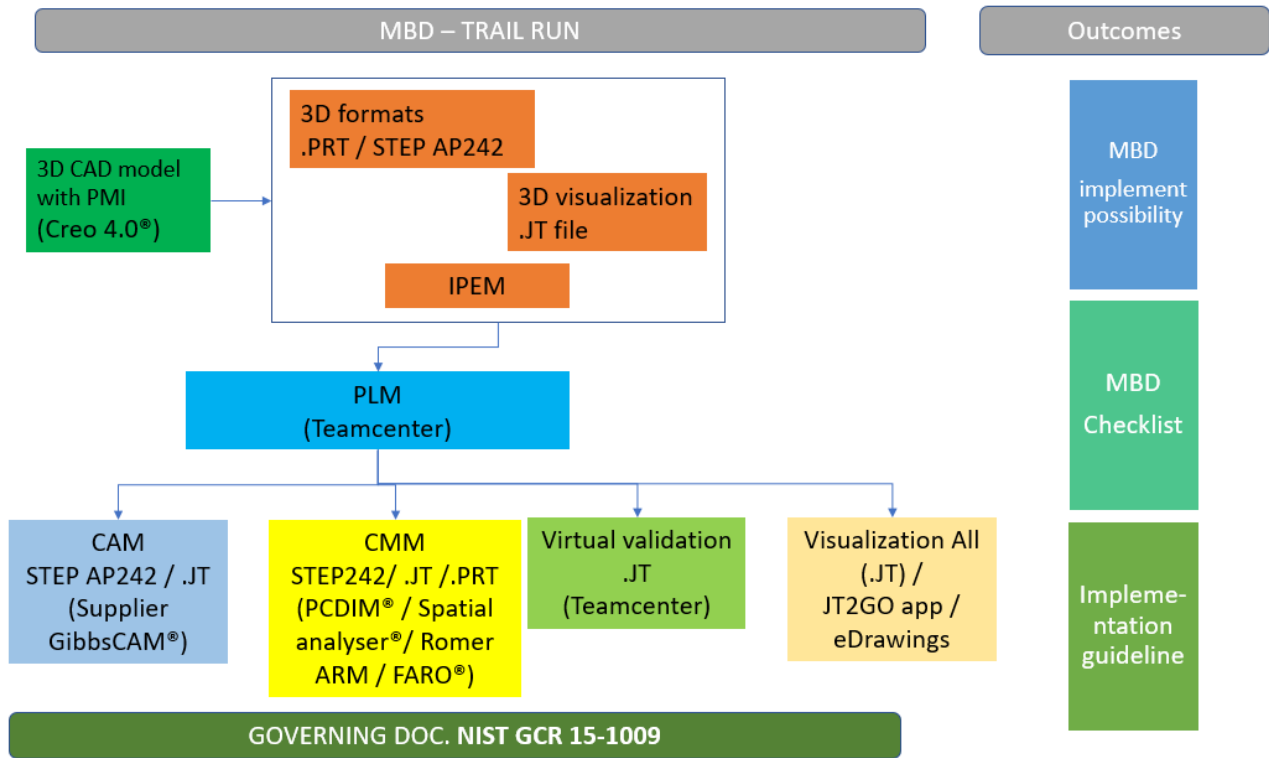 MBD – TRAIL RUN
Outcomes
3D formats
.PRT / STEP AP242
3D CAD model
with PMI
(Creo 4.0®)
3D visualization
.JT file
IPEM
MBD
implement
possibility
PLM
(Teamcenter)
MBD
Checklist
CAM
STEP AP242 / .JT
(Supplier
GibbsCAM®)
CMM
STEP242/ .JT /.PRT
(PCDIM® / Spatial
analyser®/ Romer
ARM / FARO®)
Virtual validation
.JT
(Teamcenter)
Visualization All
(.JT) /
JT2GO app /
eDrawings
Impleme-
ntation
guideline
GOVERNING DOC. NIST GCR 15-1009